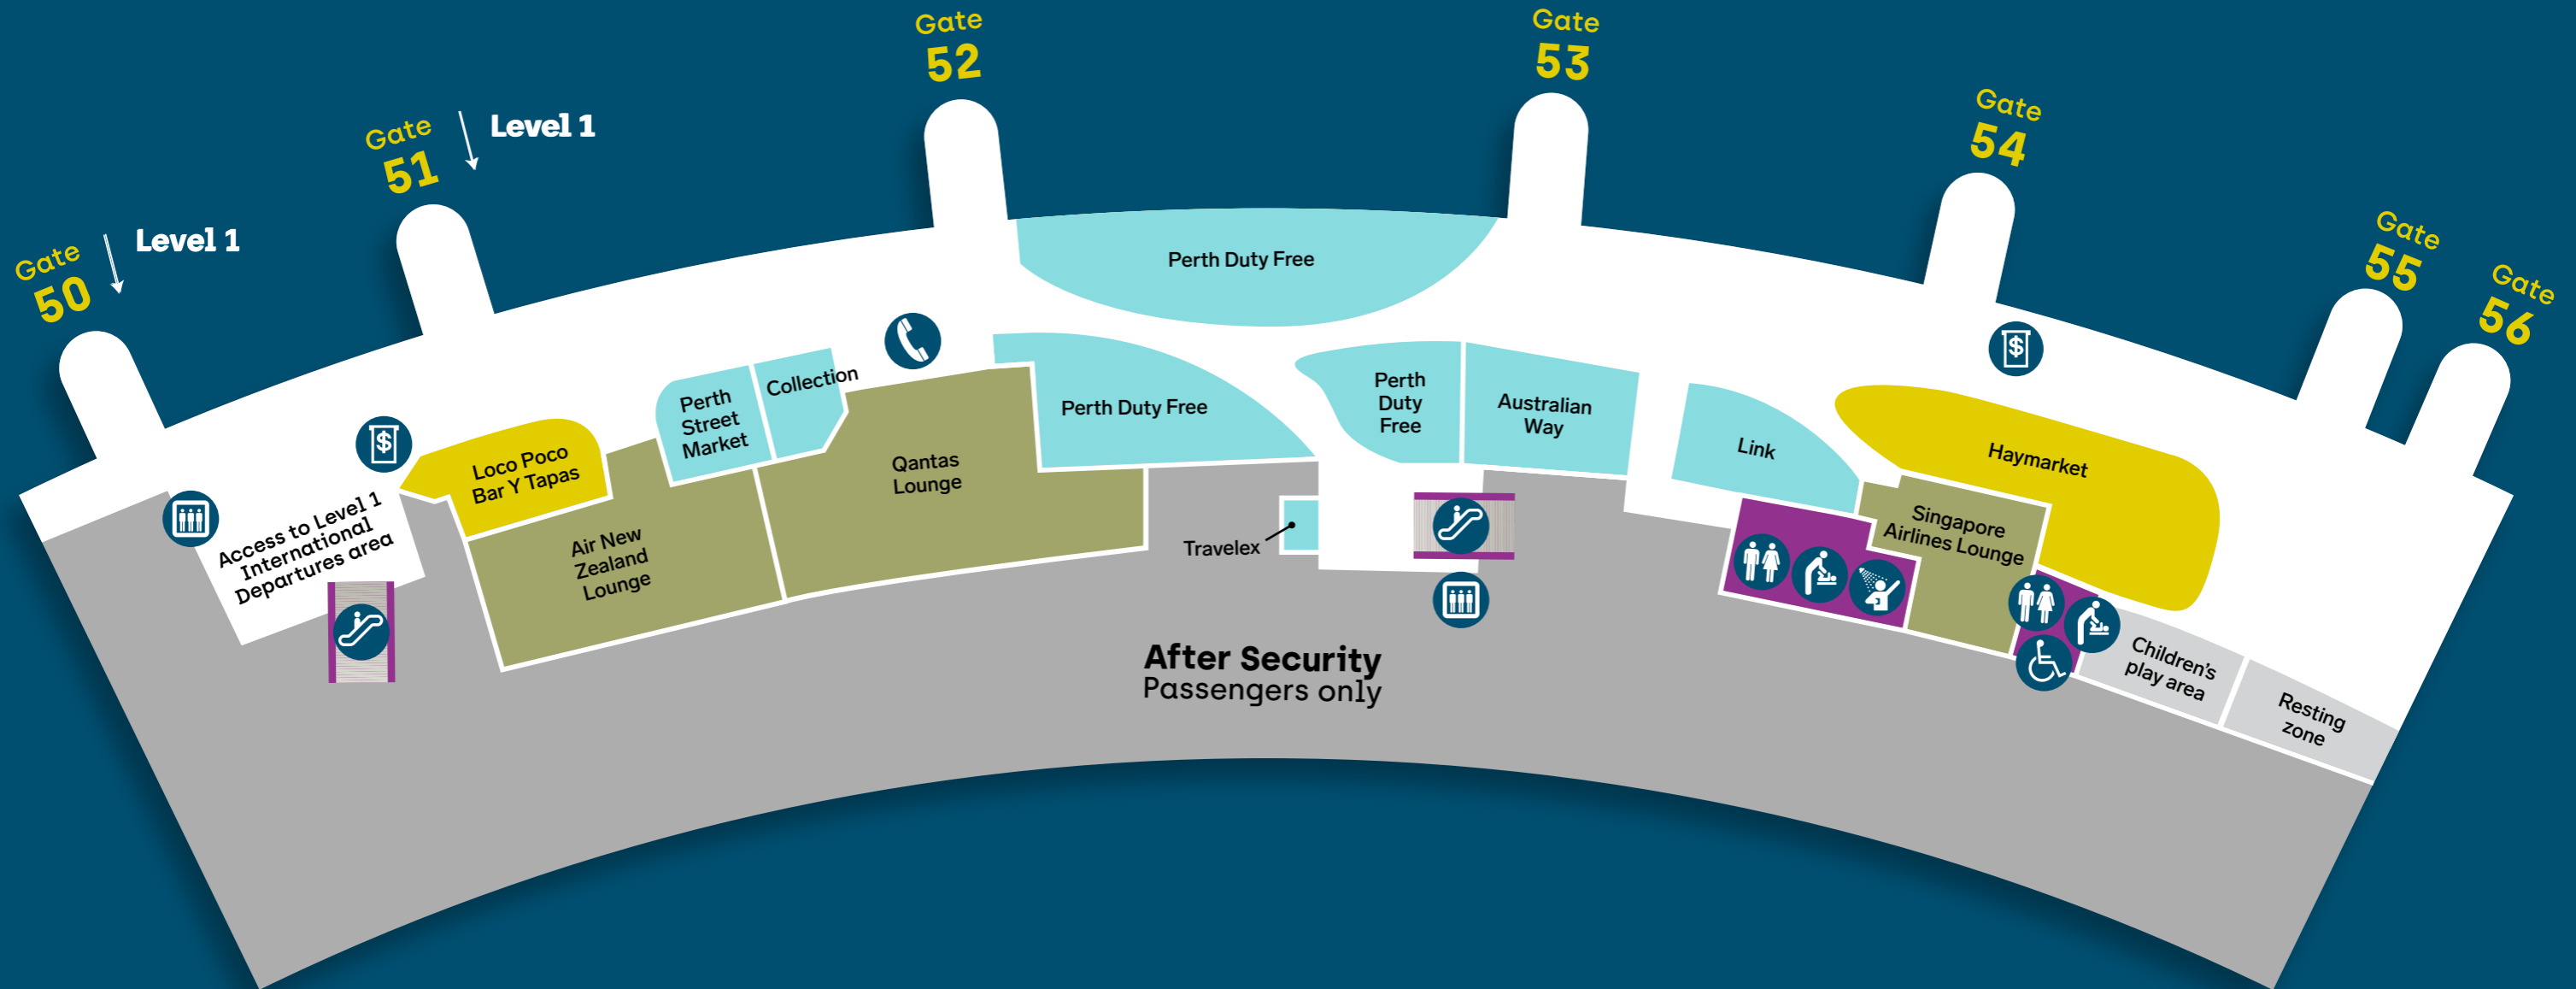 Gate
50
Level 1
Gate
51
Level 1
Gate
52
Gate
53
Gate
54
Gate
55
Gate
56
Access to Level 1
International
Departures area
Loco Poco
Bar Y Tapas
Air New
Zealand
Lounge
Perth
Street
Market
Collection
Qantas
Lounge
Perth Duty Free
Perth Duty Free
Perth
Duty
Free
Australian
Way
Travelex
Link
Haymarket
Singapore
Airlines Lounge
Children's
play area
Resting
zone
$
$
After Security
Passengers only